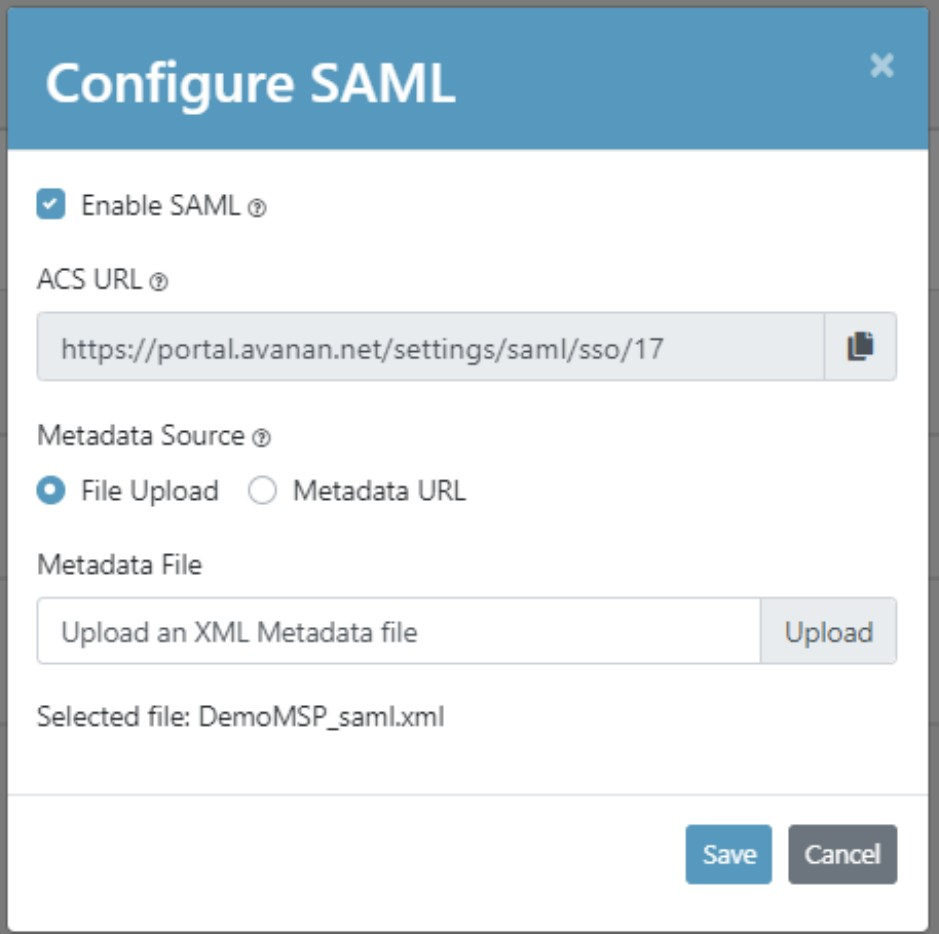 Configure SAML
Enable SAML
ACS URL
https://portal.avanan.net/settings/saml/sso/17
Metadata Source
File Upload Metadata URL
Metadata File
Upload an XML Metadata file Upload
Selected file: DemoMSP_saml.xml
Save Cancel